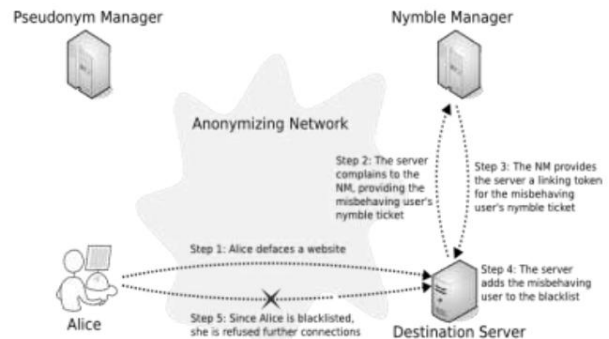 Pseudonym Manager
Nymble Manager
Anonymizing Network
Step 2: The server
complains to the
NM, providing the
misbehaving user's
nymble ticket
Step 3: The NM provides
the server a linking token
for the misbehaving
user's nymble ticket
Step 1: Alice defaces a website
Step 4: The server
adds the misbehaving
user to the blacklist
Step 5: Since Alice is blacklisted,
she is refused further connections
Alice
Destination Server